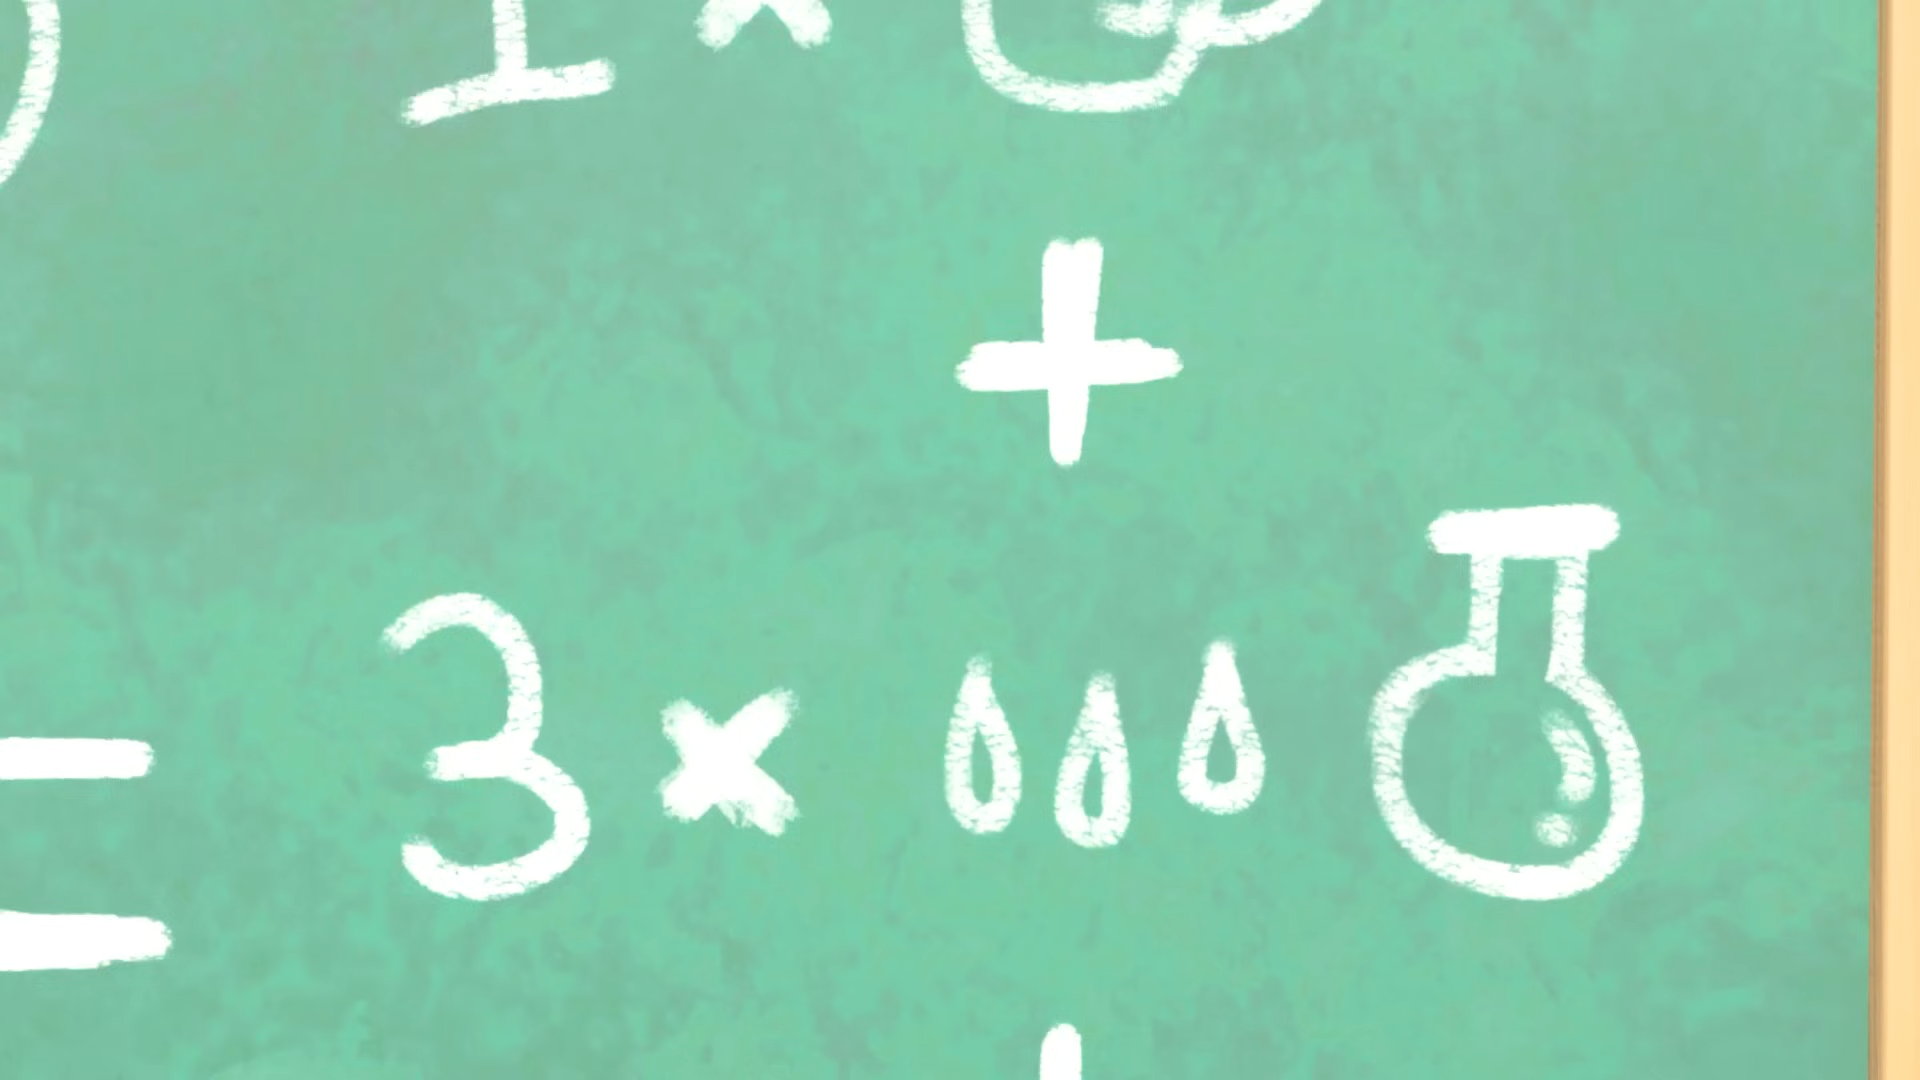 1 ×
+
= 3 ×